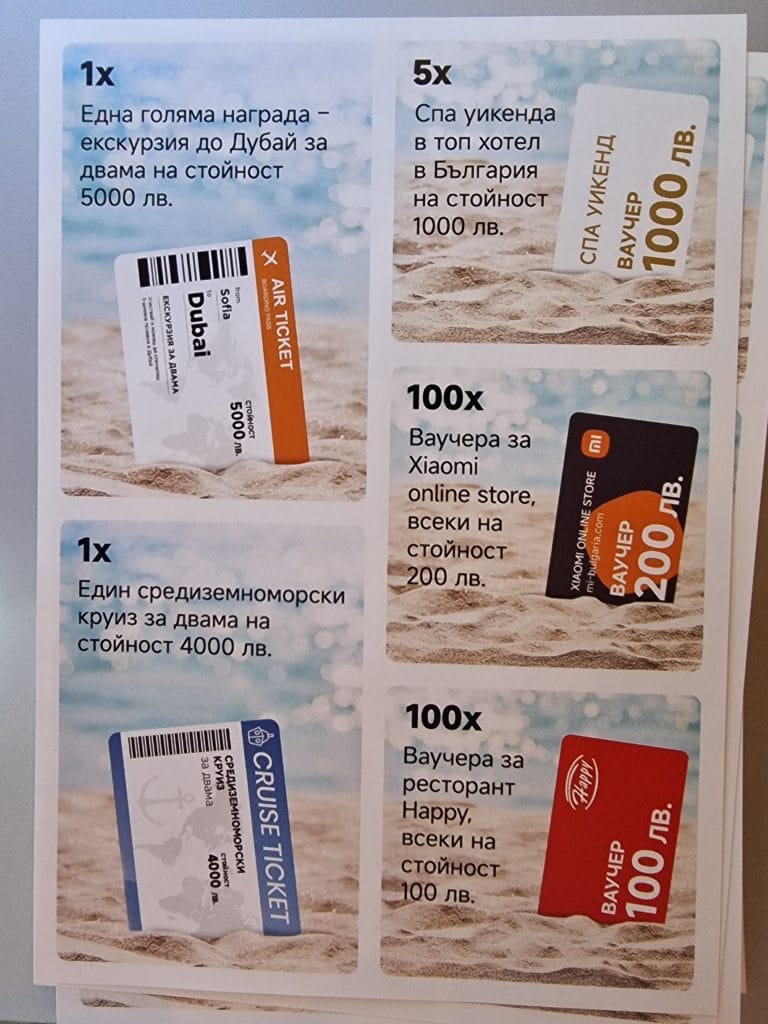 1x
Една голяма награда –
екскурзия до Дубай за
двама на стойност
5000 лв.
AIR TICKET
BOARDING PASS
from
Sofia
to
Dubai
ЕКСКУРЗИЯ ЗА ДВАМА
СТОЙНОСТ
5000 лв.
1x
Един средиземноморски
круиз за двама на
стойност 4000 лв.
CRUISE TICKET
СРЕДИЗЕМНОМОРСКИ
КРУИЗ
за двама
стойност
4000 лв.
5x
Спа уикенда
в топ хотел
в България
на стойност
1000 лв.
СПА УИКЕНД
ВАУЧЕР
1000 ЛВ.
100x
Ваучера за
Xiaomi
online store,
всеки на
стойност
200 лв.
XIAOMI ONLINE STORE
mi-bulgaria.com
ВАУЧЕР
200 ЛВ.
100x
Ваучера за
ресторант
Happy,
всеки на
стойност
100 лв.
Happy
ВАУЧЕР
100 ЛВ.